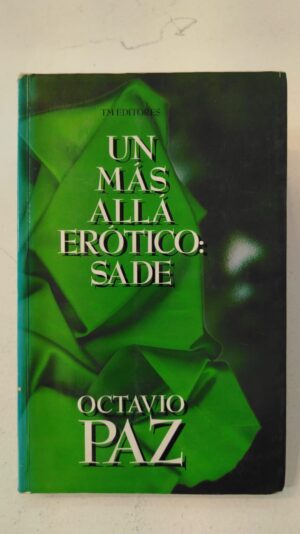 TM EDITORES
UN
MÁS
ALLÁ
ERÓTICO:
SADE
OCTAVIO
PAZ